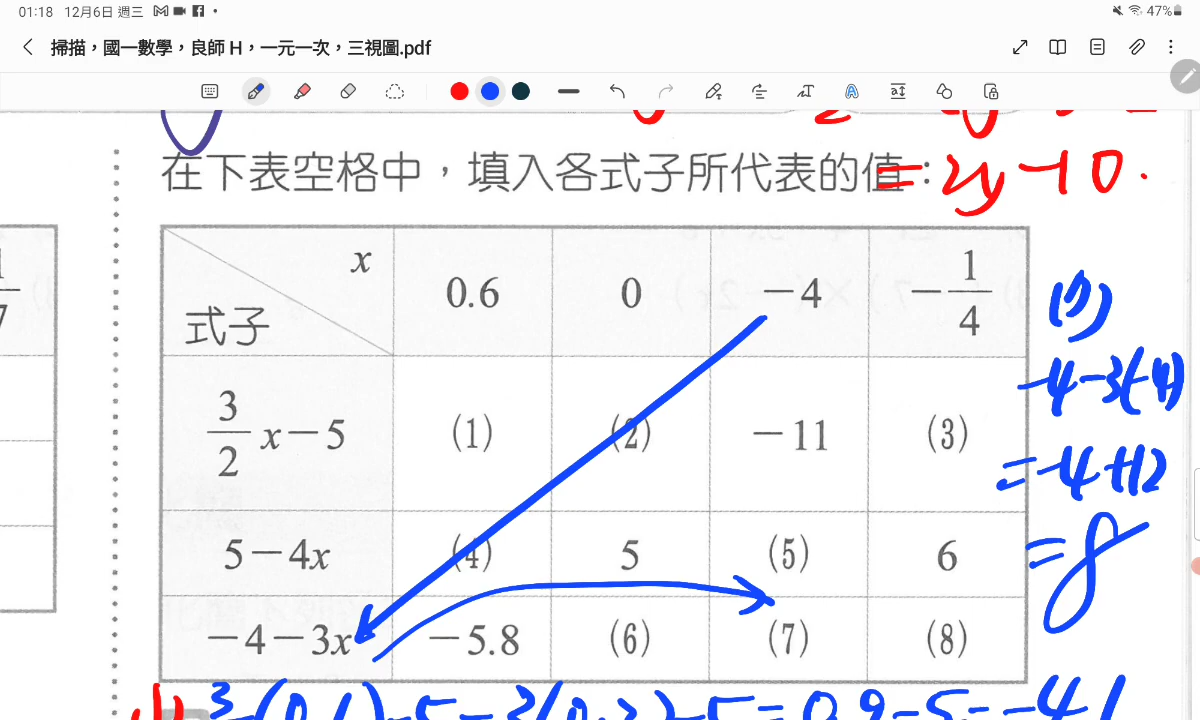 01:18 12月6日 週三 47%
掃描，國一數學，良師 H，一元一次，三視圖.pdf
在下表空格中，填入各式子所代表的值：
= 2y - 10.
x 0.6 0 -4 -1/4
式子
3/2 x - 5 (1) (2) -11 (3)
5 - 4x (4) 5 (5) 6
-4 - 3x -5.8 (6) (7) (8)
(7)
-4-3(-4)
= -4+12
= 8